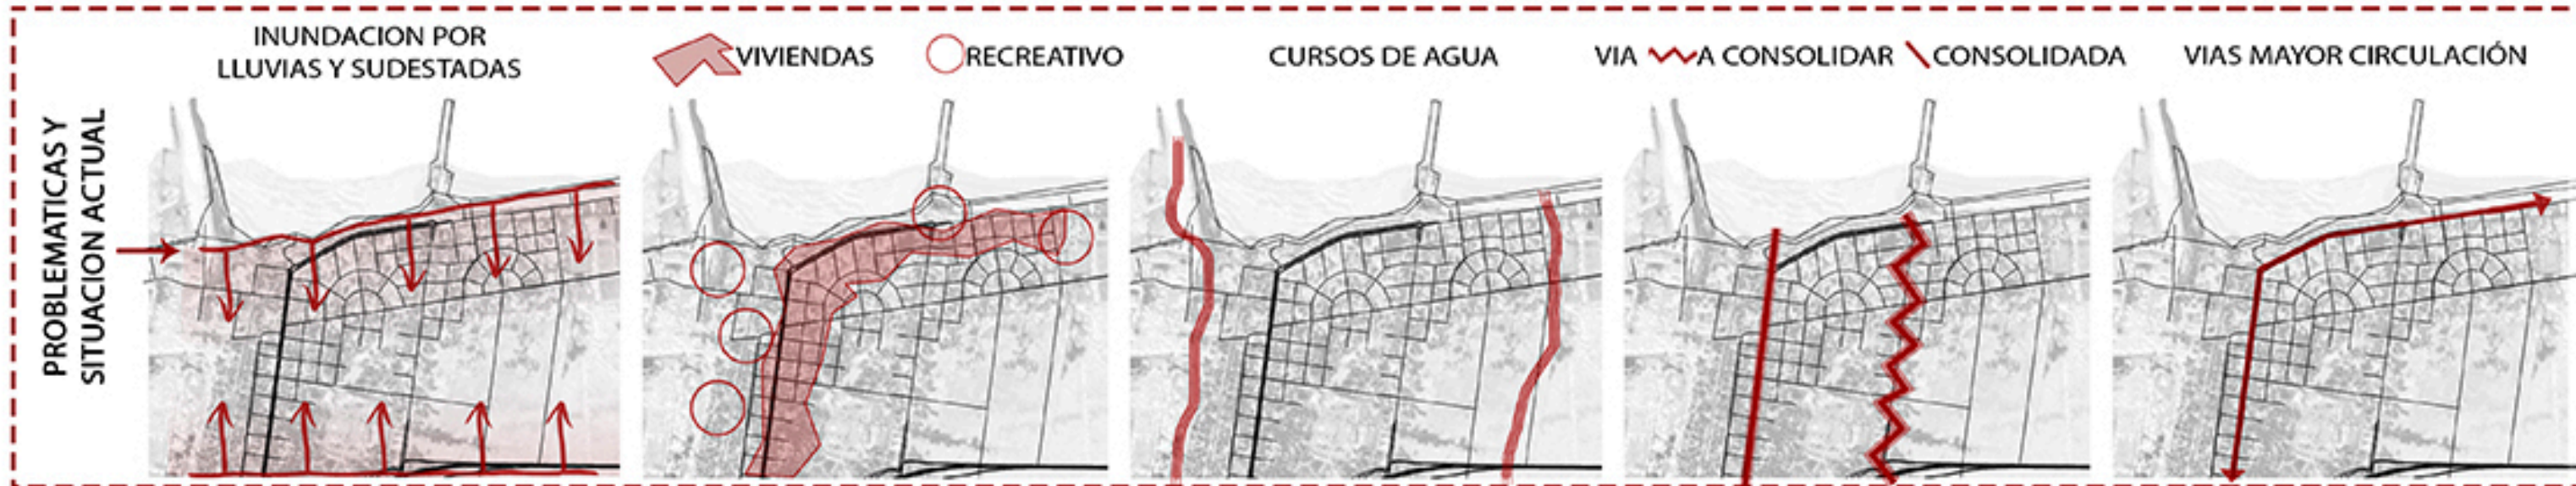 PROBLEMATICAS Y
SITUACION ACTUAL
INUNDACION POR
LLUVIAS Y SUDESTADAS
VIVIENDAS
RECREATIVO
CURSOS DE AGUA
VIA A CONSOLIDAR CONSOLIDADA
VIAS MAYOR CIRCULACIÓN